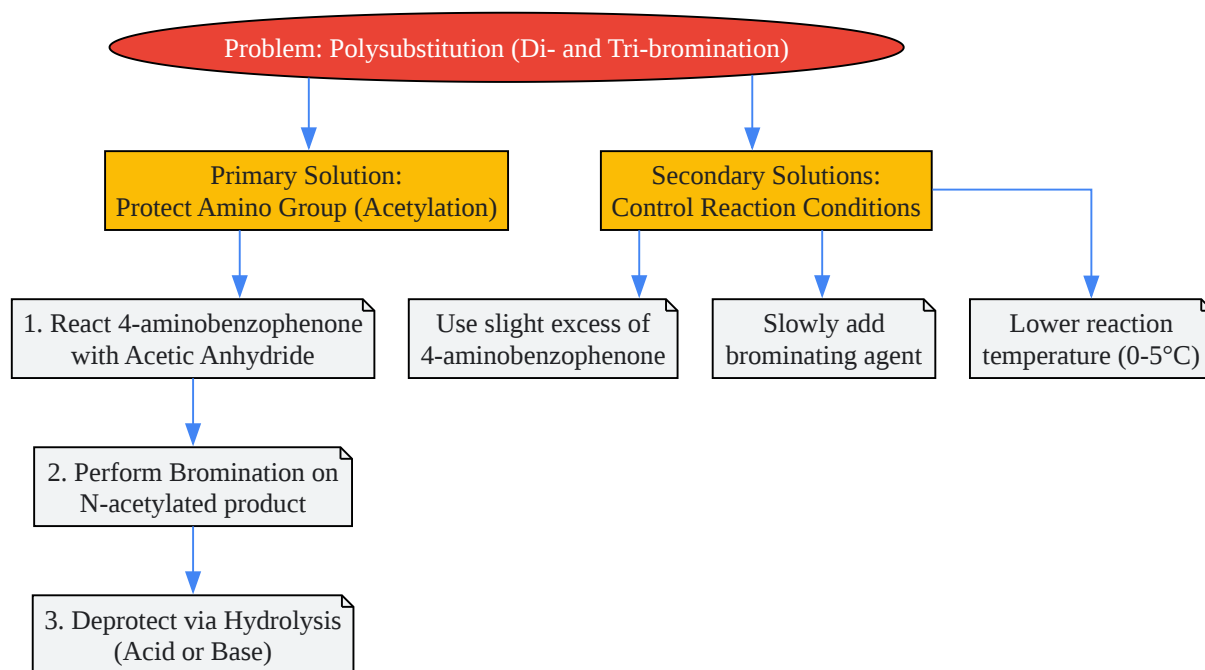 Problem: Polysubstitution (Di- and Tri-bromination)
Primary Solution:
Protect Amino Group (Acetylation)
Secondary Solutions:
Control Reaction Conditions
1. React 4-aminobenzophenone
with Acetic Anhydride
Use slight excess of
4-aminobenzophenone
Slowly add
brominating agent
Lower reaction
temperature (0-5°C)
2. Perform Bromination on
N-acetylated product
3. Deprotect via Hydrolysis
(Acid or Base)